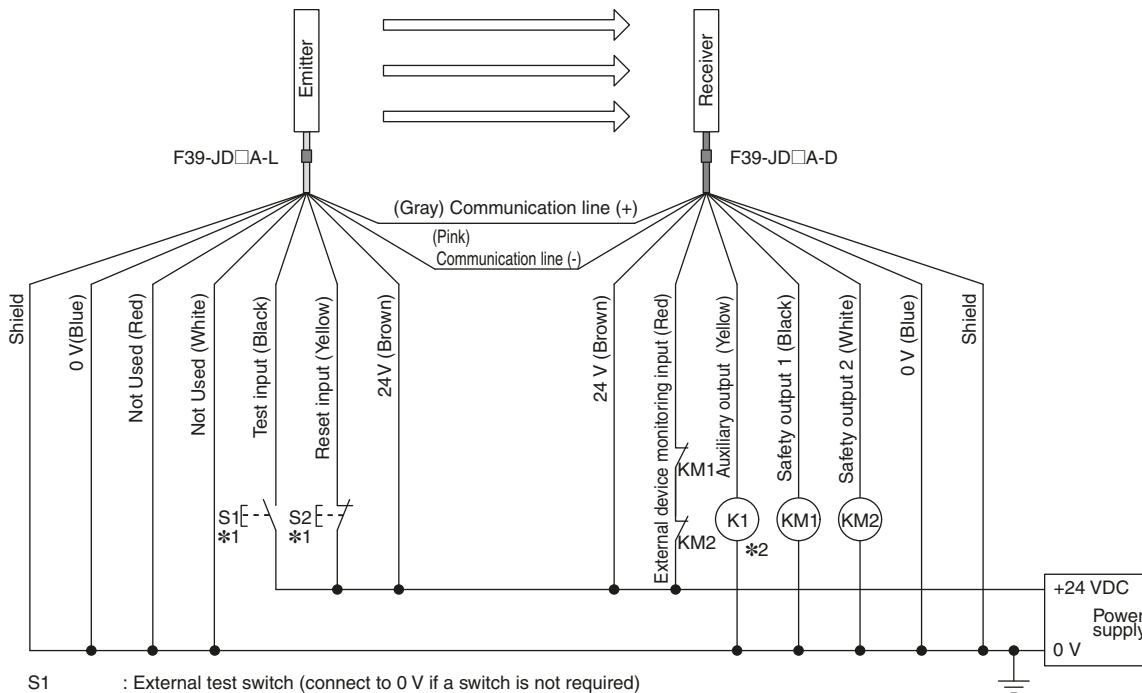 Emitter
Receiver
F39-JD□A-L
F39-JD□A-D
(Gray) Communication line (+)
(Pink)
Communication line (-)
Shield
0 V(Blue)
Not Used (Red)
Not Used (White)
Test input (Black)
Reset input (Yellow)
24V (Brown)
24 V (Brown)
External device monitoring input (Red)
Auxiliary output (Yellow)
Safety output 1 (Black)
Safety output 2 (White)
0 V (Blue)
Shield
KM1
S1
*1
S2
*1
KM2
K1
*2
KM1
KM2
+24 VDC
Power
supply
0 V
S1 : External test switch (connect to 0 V if a switch is not required)